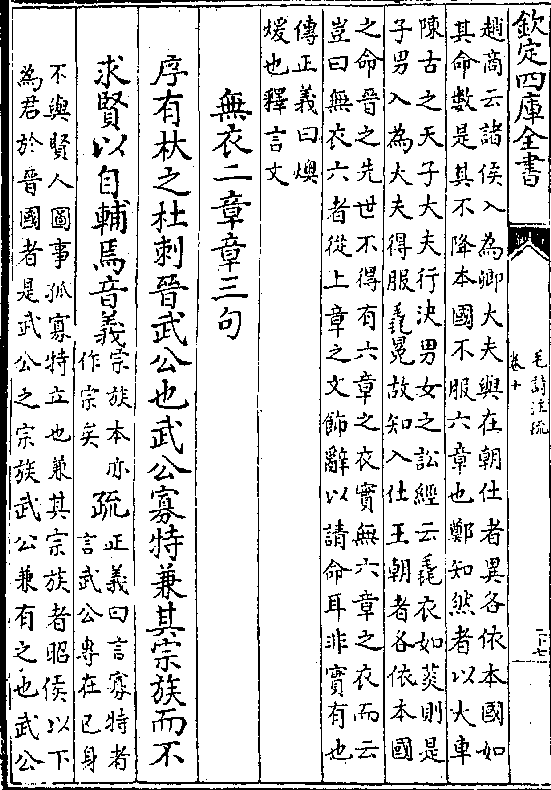 欽定四庫全書
毛詩注疏
卷十
趙商云諸侯入為卿大夫與在朝仕者異各依本國如
其命數是其不降本國不服六章也鄭知然者以大車
陳古之天子大夫行決男女之訟經云毳衣如菼則是
子男入為大夫得服毳冕故知入仕王朝者各依本國
之命晉之先世不得有六章之衣實無六章之衣而云
豈曰無衣六者從上章之文飾辭以請命耳非實有也
傳正義曰燠
煖也釋言文
無衣二章章三句
序有杕之杜刺晉武公也武公寡特兼其宗族而不
求賢以自輔焉音義宗族本亦
作宗矣
疏正義曰言寡特者
言武公專在已身
不與賢人圖事孤寡特立也兼其宗族者昭侯以下
為君於晉國者是武公之宗族武公兼有之也武公